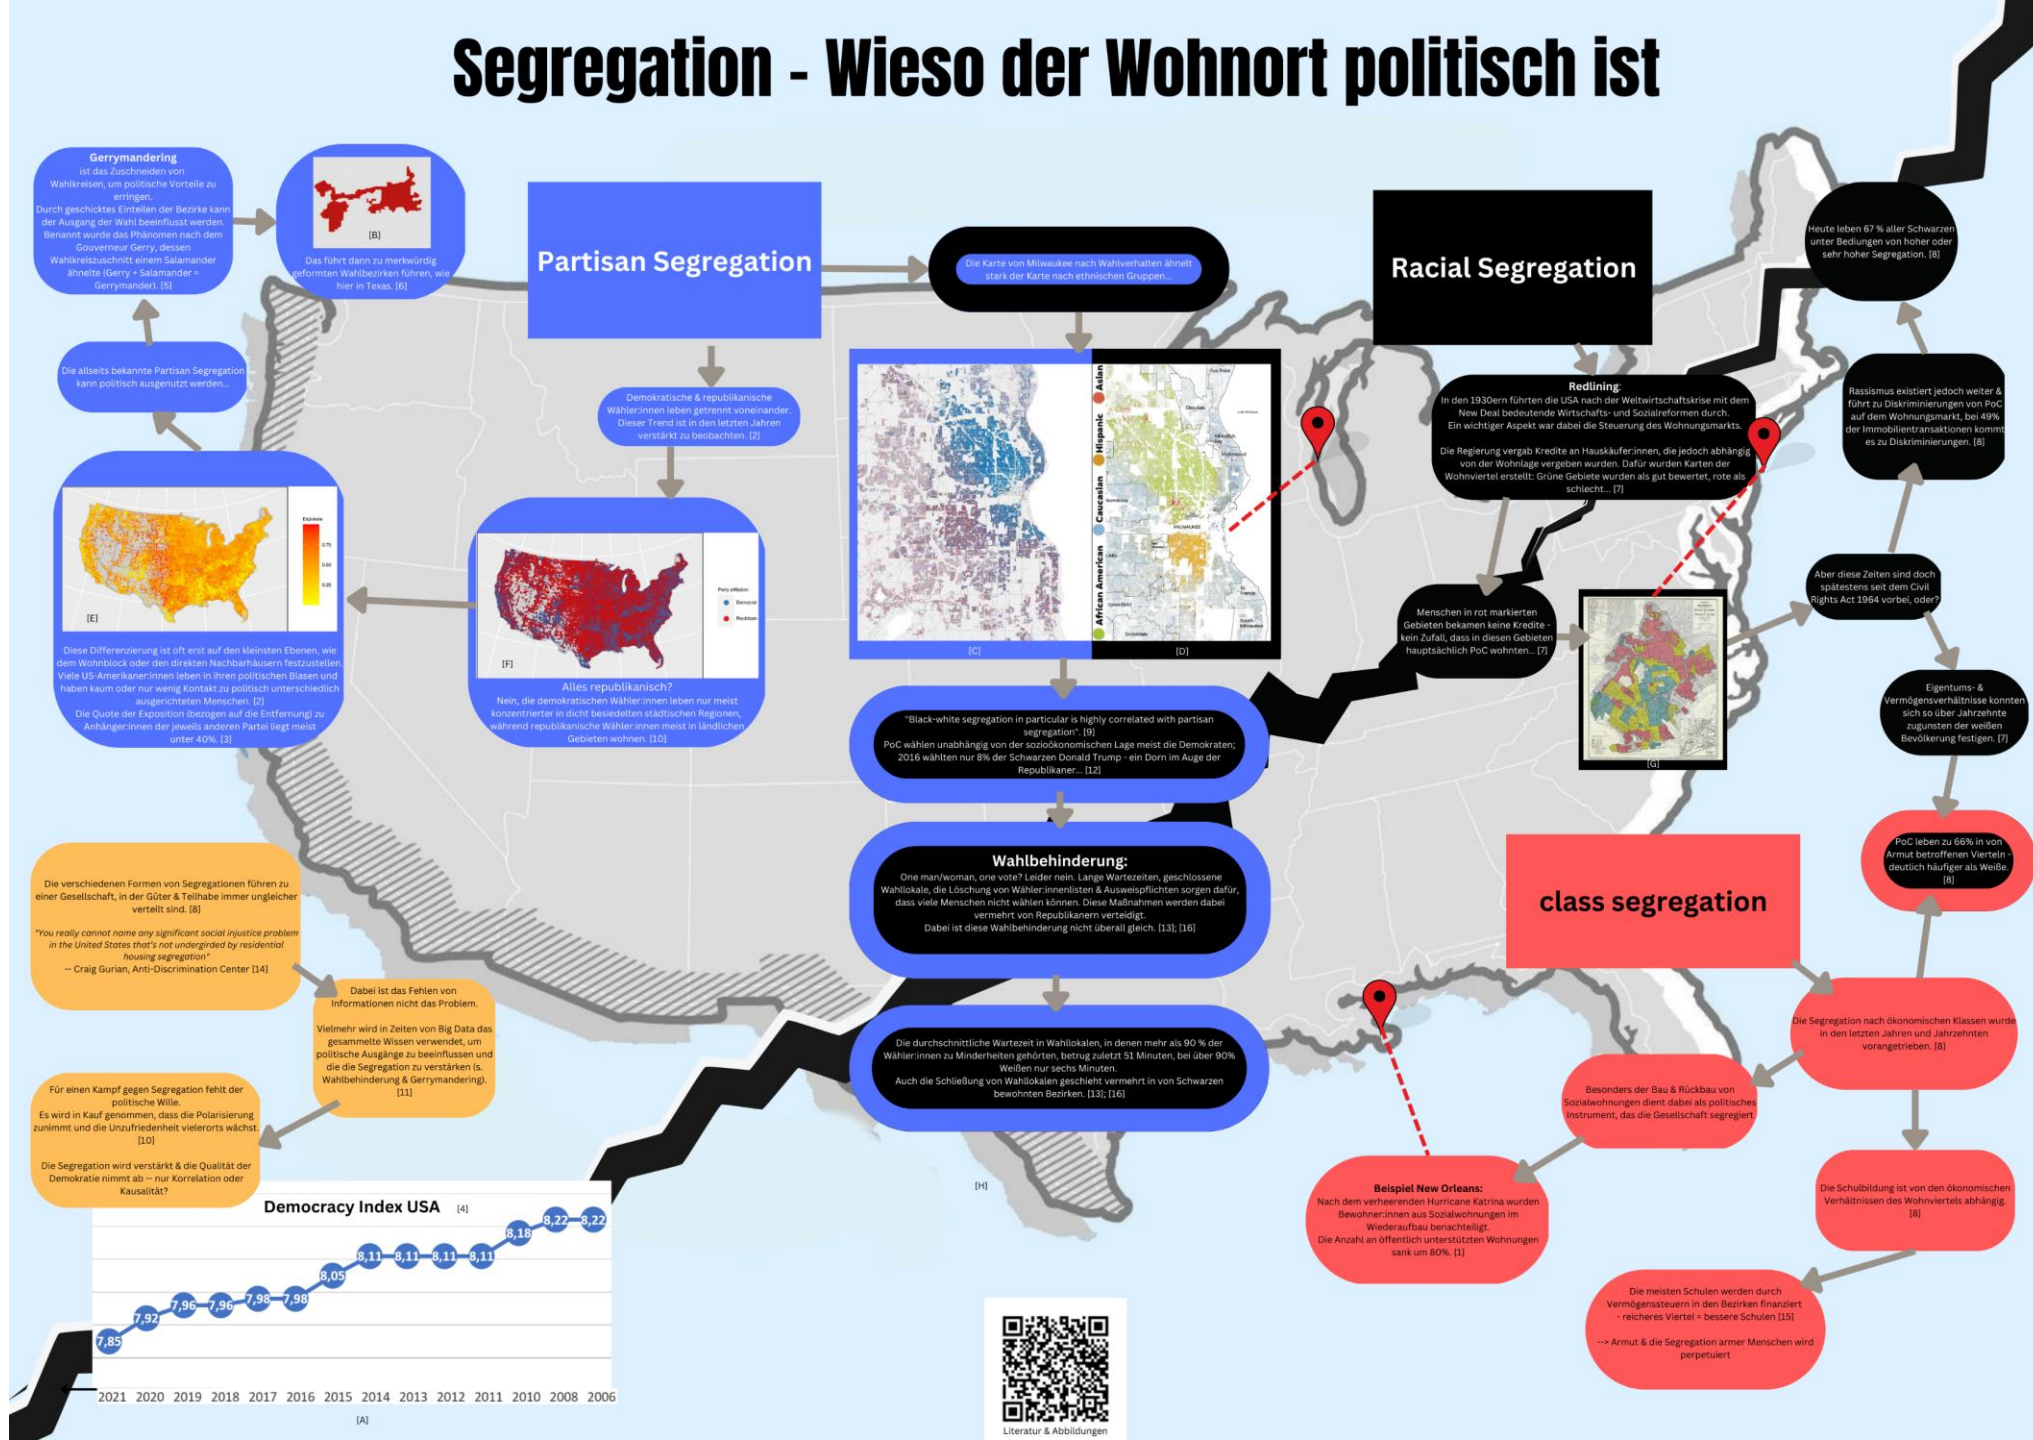 Segregation - Wieso der Wohnort politisch ist
Gerrymandering
ist das Zuschneiden von
Wahlkreisen, um politische Vorteile zu
erringen.
Durch geschicktes Einteilen der Bezirke kann
der Ausgang der Wahl beeinflusst werden.
Benannt wurde das Phänomen nach dem
Gouverneur Gerry, dessen
Wahlkreiszuschnitt einem Salamander
ähnelte (Gerry + Salamander =
Gerrymander). [5]
[B]
Das führt dann zu merkwürdig
geformten Wahlbezirken führen, wie
hier in Texas. [6]
Die allseits bekannte Partisan Segregation
kann politisch ausgenutzt werden...
Partisan Segregation
Demokratische & republikanische
Wähler:innen leben getrennt voneinander.
Dieser Trend ist in den letzten Jahren
verstärkt zu beobachten. [2]
Party affiliation
Democrat
Republican
[F]
Alles republikanisch?
Nein, die demokratischen Wähler:innen leben nur meist
konzentrierter in dicht besiedelten städtischen Regionen,
während republikanische Wähler:innen meist in ländlichen
Gebieten wohnen. [10]
Exposure
0.75
0.50
0.25
[E]
Diese Differenzierung ist oft erst auf den kleinsten Ebenen, wie
dem Wohnblock oder den direkten Nachbarhäusern festzustellen.
Viele US-Amerikaner:innen leben in ihren politischen Blasen und
haben kaum oder nur wenig Kontakt zu politisch unterschiedlich
ausgerichteten Menschen. [2]
Die Quote der Exposition (bezogen auf die Entfernung) zu
Anhänger:innen der jeweils anderen Partei liegt meist
unter 40%. [3]
Die Karte von Milwaukee nach Wahlverhalten ähnelt
stark der Karte nach ethnischen Gruppen...
[C]
African American
Caucasian
Hispanic
Asian
Fox Point
Glendale
Shorewood
MILWAUKEE
Greenfield
Greendale
St. Francis
South Milwaukee
[D]
"Black-white segregation in particular is highly correlated with partisan
segregation". [9]
PoC wählen unabhängig von der sozioökonomischen Lage meist die Demokraten;
2016 wählten nur 8% der Schwarzen Donald Trump - ein Dorn im Auge der
Republikaner... [12]
Wahlbehinderung:
One man/woman, one vote? Leider nein. Lange Wartezeiten, geschlossene
Wahllokale, die Löschung von Wähler:innenlisten & Ausweispflichten sorgen dafür,
dass viele Menschen nicht wählen können. Diese Maßnahmen werden dabei
vermehrt von Republikanern verteidigt.
Dabei ist diese Wahlbehinderung nicht überall gleich. [13]; [16]
Die durchschnittliche Wartezeit in Wahllokalen, in denen mehr als 90 % der
Wähler:innen zu Minderheiten gehörten, betrug zuletzt 51 Minuten, bei über 90%
Weißen nur sechs Minuten.
Auch die Schließung von Wahllokalen geschieht vermehrt in von Schwarzen
bewohnten Bezirken. [13]; [16]
Racial Segregation
Redlining:
In den 1930ern führten die USA nach der Weltwirtschaftskrise mit dem
New Deal bedeutende Wirtschafts- und Sozialreformen durch.
Ein wichtiger Aspekt war dabei die Steuerung des Wohnungsmarkts.
Die Regierung vergab Kredite an Hauskäufer:innen, die jedoch abhängig
von der Wohnlage vergeben wurden. Dafür wurden Karten der
Wohnviertel erstellt: Grüne Gebiete wurden als gut bewertet, rote als
schlecht... [7]
Menschen in rot markierten
Gebieten bekamen keine Kredite -
kein Zufall, dass in diesen Gebieten
hauptsächlich PoC wohnten... [7]
[G]
Aber diese Zeiten sind doch
spätestens seit dem Civil
Rights Act 1964 vorbei, oder?
Rassismus existiert jedoch weiter &
führt zu Diskriminierungen von PoC
auf dem Wohnungsmarkt, bei 49%
der Immobilientransaktionen kommt
es zu Diskriminierungen. [8]
Heute leben 67 % aller Schwarzen
unter Bediungen von hoher oder
sehr hoher Segregation. [8]
Eigentums- &
Vermögensverhältnisse konnten
sich so über Jahrzehnte
zugunsten der weißen
Bevölkerung festigen. [7]
PoC leben zu 66% in von
Armut betroffenen Vierteln -
deutlich häufiger als Weiße.
[8]
class segregation
Die Segregation nach ökonomischen Klassen wurde
in den letzten Jahren und Jahrzehnten
vorangetrieben. [8]
Besonders der Bau & Rückbau von
Sozialwohnungen dient dabei als politisches
Instrument, das die Gesellschaft segregiert
Beispiel New Orleans:
Nach dem verheerenden Hurricane Katrina wurden
Bewohner:innen aus Sozialwohnungen im
Wiederaufbau benachteiligt.
Die Anzahl an öffentlich unterstützten Wohnungen
sank um 80%. [1]
Die Schulbildung ist von den ökonomischen
Verhältnissen des Wohnviertels abhängig.
[8]
Die meisten Schulen werden durch
Vermögenssteuern in den Bezirken finanziert
- reicheres Viertel = bessere Schulen [15]
--> Armut & die Segregation armer Menschen wird
perpetuiert
Die verschiedenen Formen von Segregationen führen zu
einer Gesellschaft, in der Güter & Teilhabe immer ungleicher
verteilt sind. [8]
"You really cannot name any significant social injustice problem
in the United States that's not undergirded by residential
housing segregation"
-- Craig Gurian, Anti-Discrimination Center [14]
Dabei ist das Fehlen von
Informationen nicht das Problem.
Vielmehr wird in Zeiten von Big Data das
gesammelte Wissen verwendet, um
politische Ausgänge zu beeinflussen und
die die Segregation zu verstärken (s.
Wahlbehinderung & Gerrymandering).
[11]
Für einen Kampf gegen Segregation fehlt der
politische Wille.
Es wird in Kauf genommen, dass die Polarisierung
zunimmt und die Unzufriedenheit vielerorts wächst.
[10]
Die Segregation wird verstärkt & die Qualität der
Demokratie nimmt ab -- nur Korrelation oder
Kausalität?
Democracy Index USA [4]
7,85 7,92 7,96 7,96 7,98 7,98 8,05 8,11 8,11 8,11 8,11 8,18 8,22 8,22
2021 2020 2019 2018 2017 2016 2015 2014 2013 2012 2011 2010 2008 2006
[A]
[H]
Literatur & Abbildungen